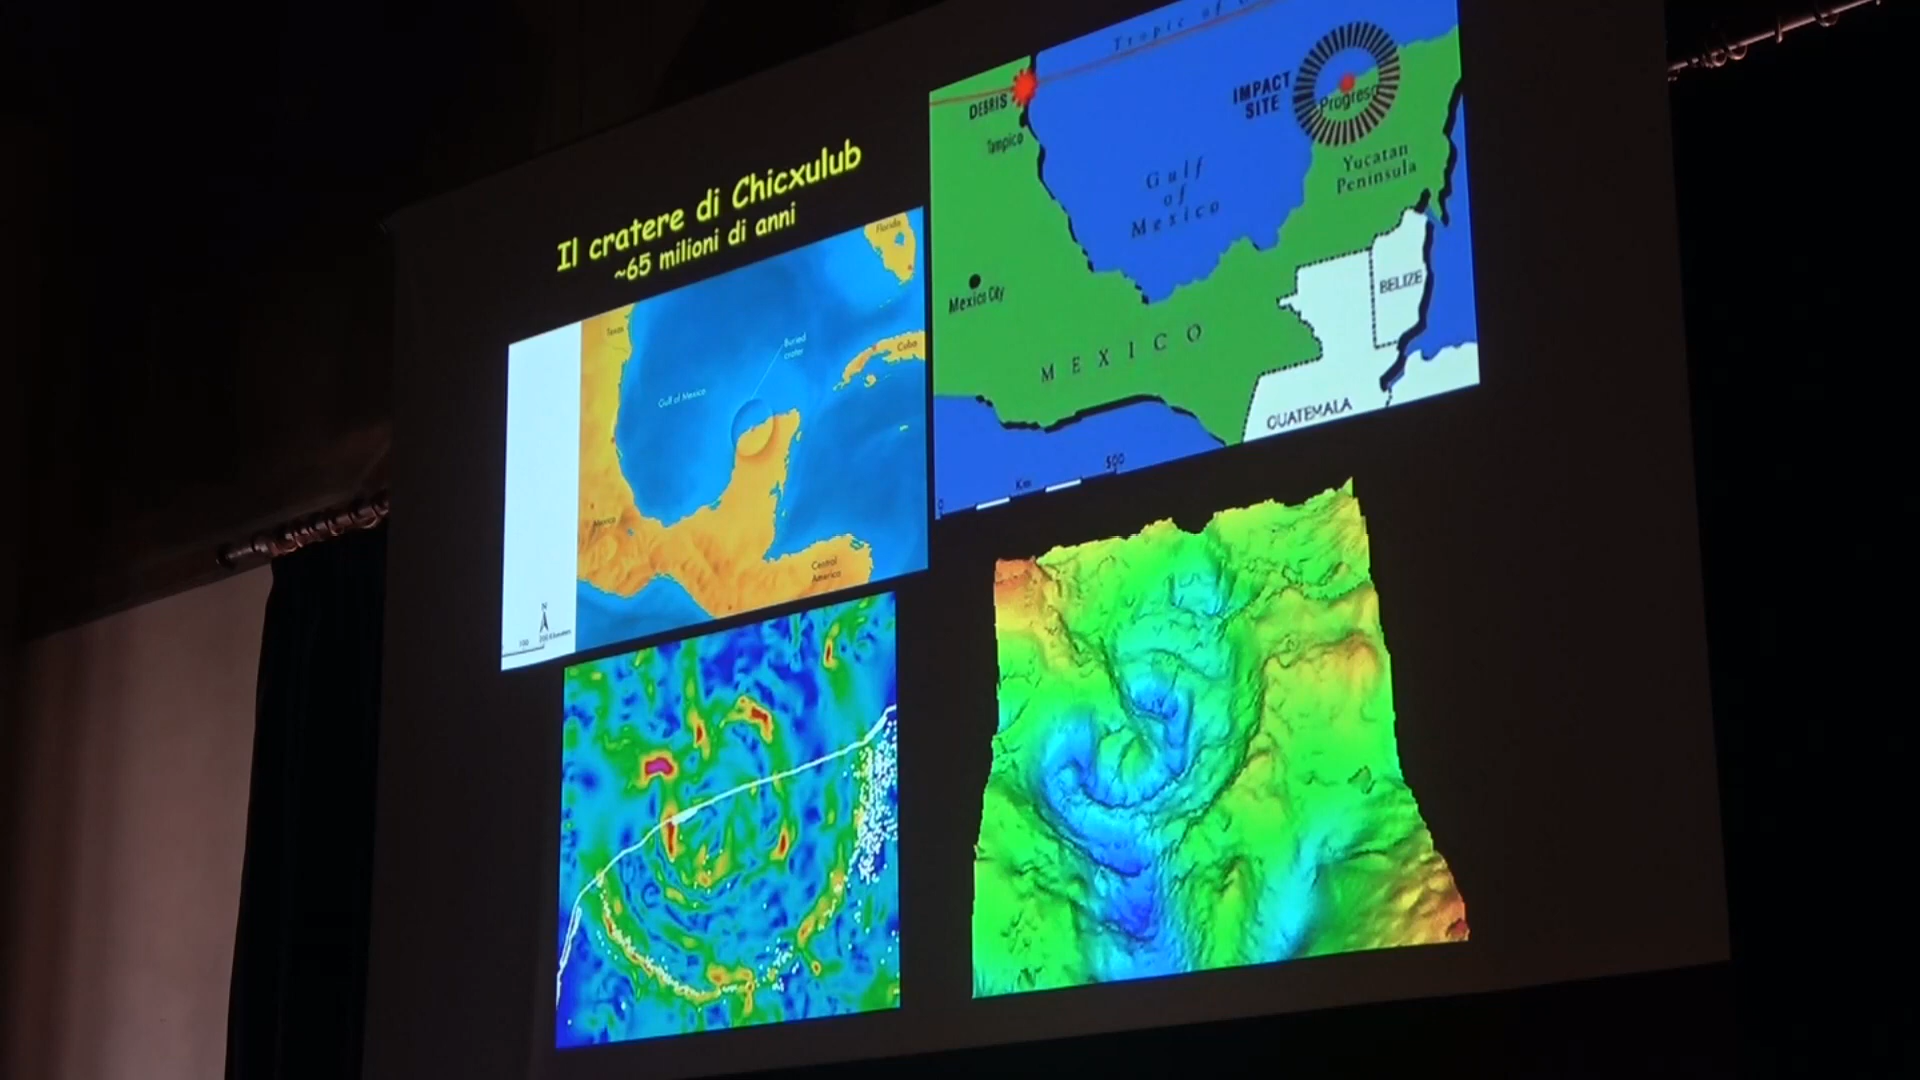 Il cratere di Chicxulub
~65 milioni di anni
Florida
Texas
Buried
crater
Cuba
Gulf of Mexico
Mexico
Central
America
N
Tropic of
DEBRIS
Tampico
IMPACT
SITE
Progreso
Yucatan
Peninsula
Gulf
of
Mexico
Mexico City
BELIZE
MEXICO
GUATEMALA
0
Km
500